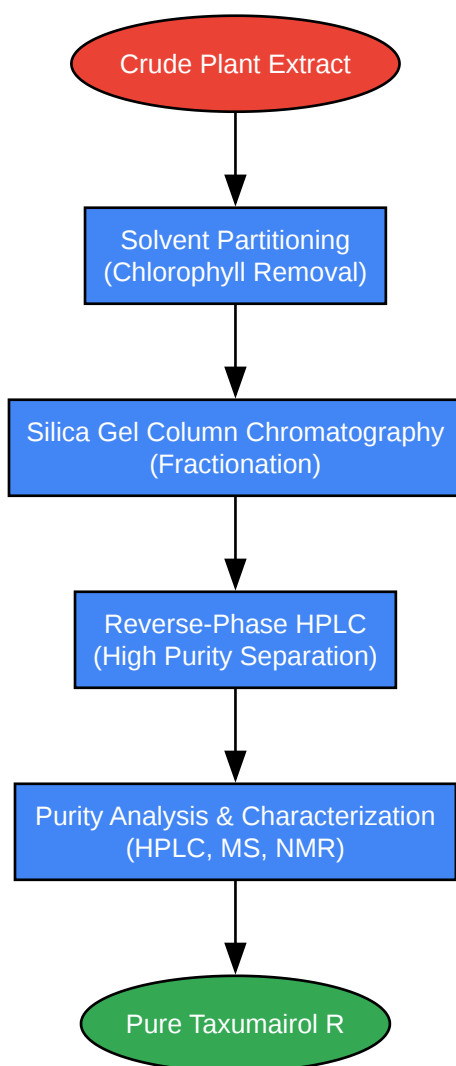 Crude Plant Extract
Solvent Partitioning
(Chlorophyll Removal)
Silica Gel Column Chromatography
(Fractionation)
Reverse-Phase HPLC
(High Purity Separation)
Purity Analysis & Characterization
(HPLC, MS, NMR)
Pure Taxumairol R